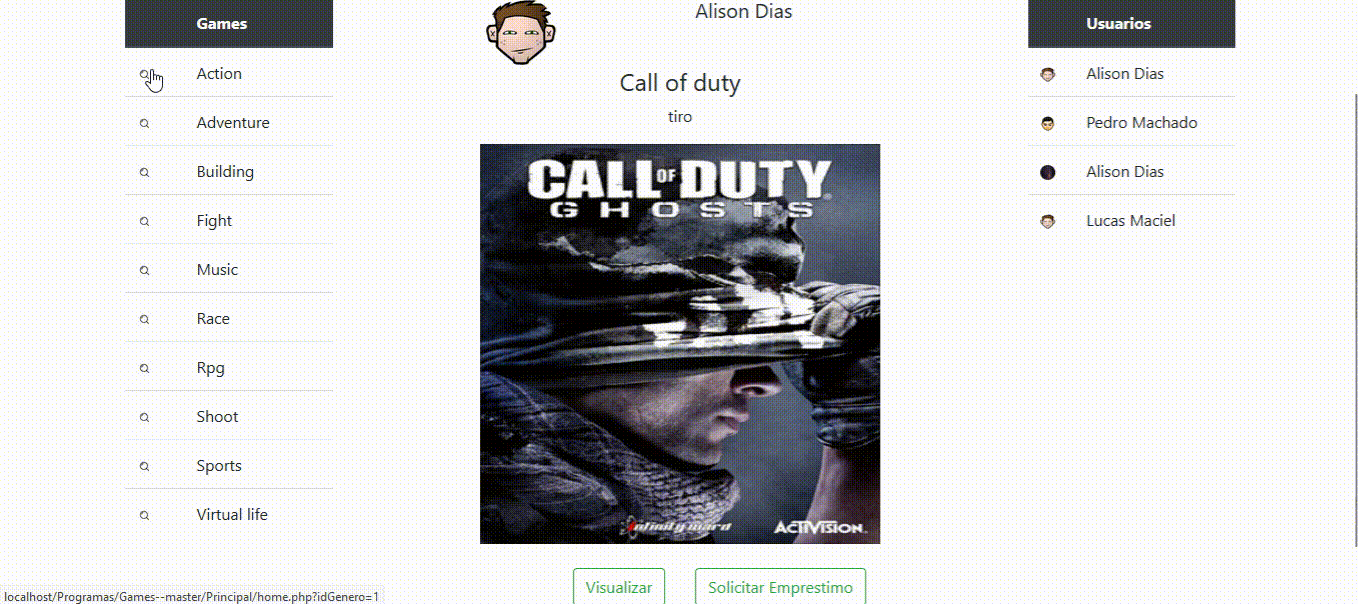 Games
Action
Adventure
Building
Fight
Music
Race
Rpg
Shoot
Sports
Virtual life
Alison Dias
Call of duty
tiro
CALL OF DUTY
GHOSTS
Infinity Ward
ACTIVISION.
Visualizar
Solicitar Emprestimo
Usuarios
Alison Dias
Pedro Machado
Alison Dias
Lucas Maciel
localhost/Programas/Games--master/Principal/home.php?idGenero=1